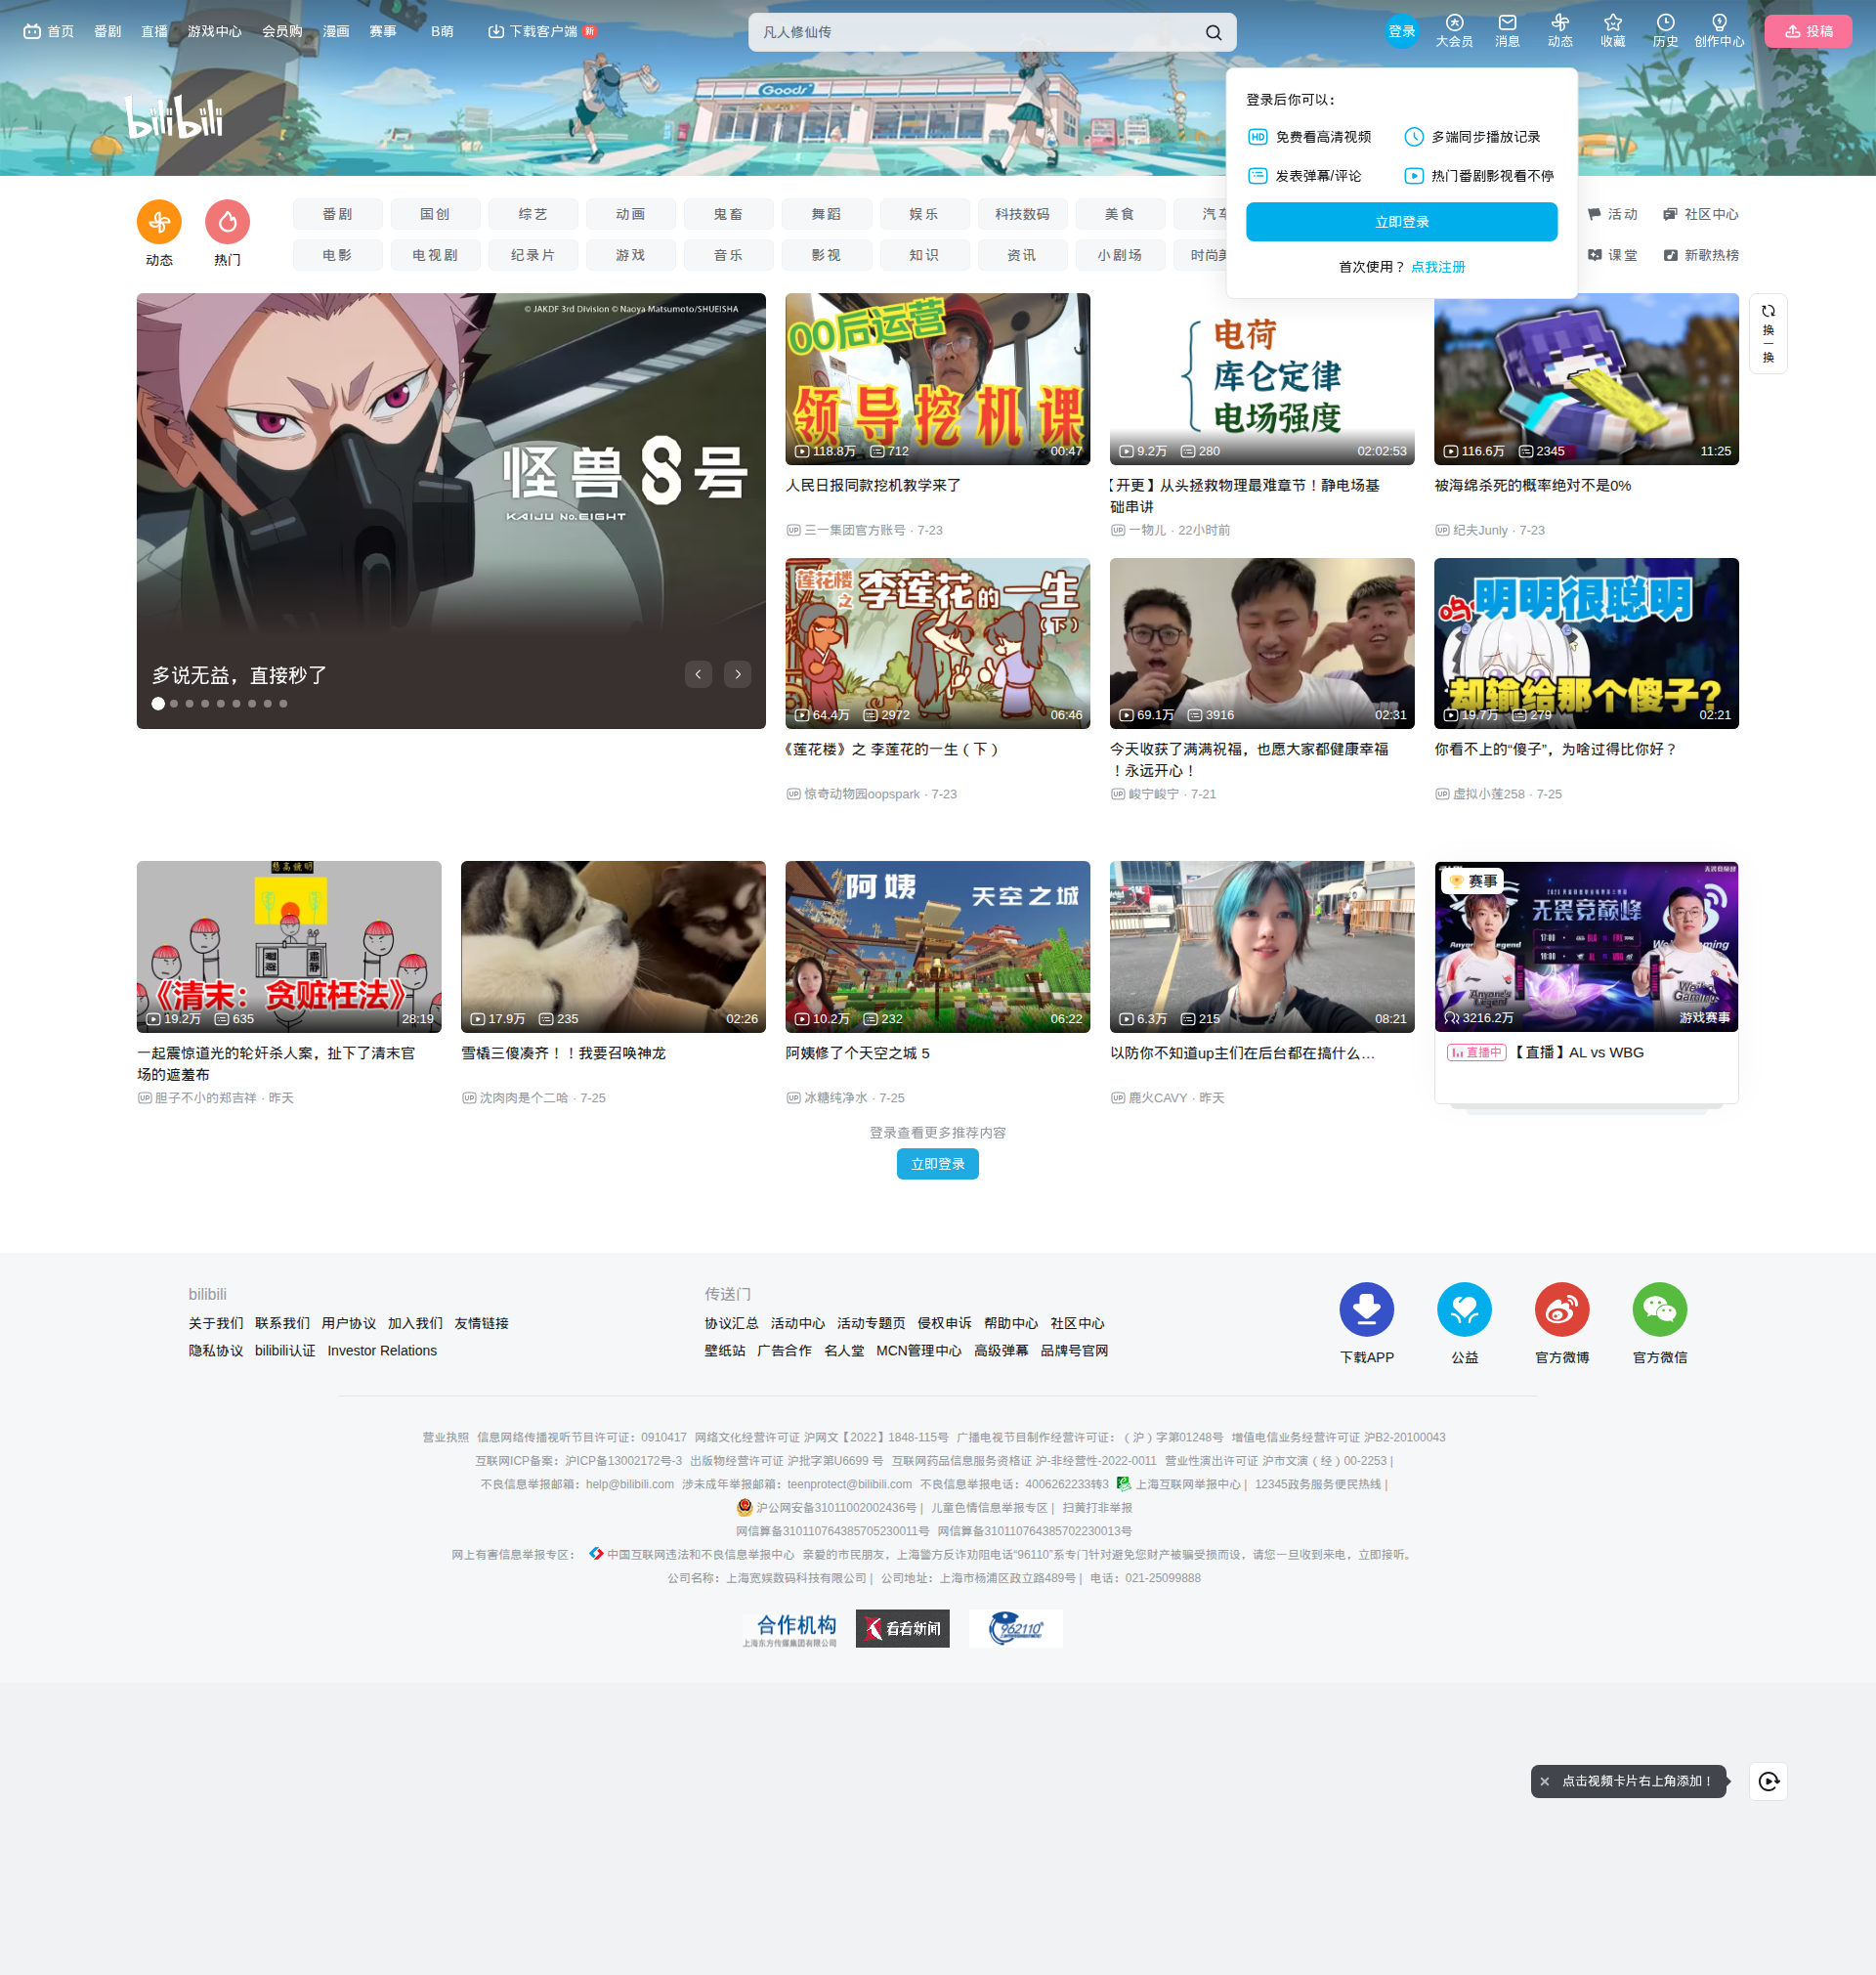 首页 番剧 直播 游戏中心 会员购 漫画 赛事 B萌 下载客户端 新
凡人修仙传
登录 大会员 消息 动态 收藏 历史 创作中心 投稿
Goods
bilibili
登录后你可以：
免费看高清视频 多端同步播放记录
发表弹幕/评论 热门番剧影视看不停
立即登录
首次使用？ 点我注册
动态 热门
番剧 国创 综艺 动画 鬼畜 舞蹈 娱乐 科技数码 美食 汽车 活动 社区中心
电影 电视剧 纪录片 游戏 音乐 影视 知识 资讯 小剧场 时尚美 课堂 新歌热榜
© JAKDF 3rd Division © Naoya Matsumoto/SHUEISHA
怪兽8号
KAIJU No.EIGHT
多说无益，直接秒了
换一换
00后运营
领导挖机课
118.8万 712 00:47
人民日报同款挖机教学来了
三一集团官方账号 · 7-23
电荷
库仑定律
电场强度
9.2万 280 02:02:53
【开更】从头拯救物理最难章节！静电场基
础串讲
一物儿 · 22小时前
116.6万 2345 11:25
被海绵杀死的概率绝对不是0%
纪夫Junly · 7-23
莲花楼之 李莲花的一生（下）
64.4万 2972 06:46
《莲花楼》之 李莲花的一生（下）
惊奇动物园oopspark · 7-23
69.1万 3916 02:31
今天收获了满满祝福，也愿大家都健康幸福
！永远开心！
峻宁峻宁 · 7-21
呜 明明很聪明
却输给那个傻子?
19.7万 279 02:21
你看不上的“傻子”，为啥过得比你好？
虚拟小莲258 · 7-25
肃静
《清末：贪赃枉法》
19.2万 635 28:19
一起震惊道光的轮奸杀人案，扯下了清末官
场的遮羞布
胆子不小的郑吉祥 · 昨天
17.9万 235 02:26
雪橇三傻凑齐！！我要召唤神龙
沈肉肉是个二哈 · 7-25
阿姨 天空之城
10.2万 232 06:22
阿姨修了个天空之城 5
冰糖纯净水 · 7-25
6.3万 215 08:21
以防你不知道up主们在后台都在搞什么…
鹿火CAVY · 昨天
赛事
无畏竞巅峰
17:00
Anyone's Legend
Weibo Gaming
3216.2万 游戏赛事
直播中 【直播】AL vs WBG
登录查看更多推荐内容
立即登录
bilibili
关于我们 联系我们 用户协议 加入我们 友情链接
隐私协议 bilibili认证 Investor Relations
传送门
协议汇总 活动中心 活动专题页 侵权申诉 帮助中心 社区中心
壁纸站 广告合作 名人堂 MCN管理中心 高级弹幕 品牌号官网
下载APP 公益 官方微博 官方微信
营业执照 信息网络传播视听节目许可证：0910417 网络文化经营许可证 沪网文【2022】1848-115号 广播电视节目制作经营许可证：（沪）字第01248号 增值电信业务经营许可证 沪B2-20100043
互联网ICP备案：沪ICP备13002172号-3 出版物经营许可证 沪批字第U6699 号 互联网药品信息服务资格证 沪-非经营性-2022-0011 营业性演出许可证 沪市文演（经）00-2253 |
不良信息举报邮箱：help@bilibili.com 涉未成年举报邮箱：teenprotect@bilibili.com 不良信息举报电话：4006262233转3 上海互联网举报中心 | 12345政务服务便民热线 |
沪公网安备31011002002436号 | 儿童色情信息举报专区 | 扫黄打非举报
网信算备310110764385705230011号 网信算备310110764385702230013号
网上有害信息举报专区： 中国互联网违法和不良信息举报中心 亲爱的市民朋友，上海警方反诈劝阻电话“96110”系专门针对避免您财产被骗受损而设，请您一旦收到来电，立即接听。
公司名称：上海宽娱数码科技有限公司 | 公司地址：上海市杨浦区政立路489号 | 电话：021-25099888
合作机构
上海东方传媒集团有限公司
看看新闻
962110
点击视频卡片右上角添加！